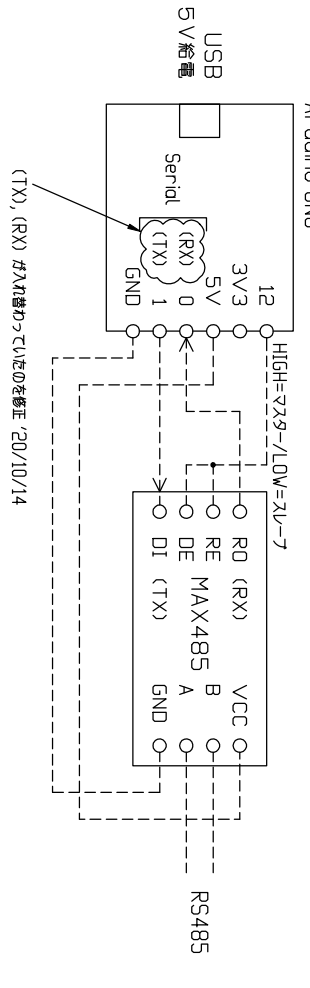 USB
5V給電
Serial
(RX)
(TX)
12
3V3
5V
0
1
GND
HIGH=マスター/LOW=スレーブ
RO (RX)
RE
DE
DI (TX)
MAX485
VCC
B
A
GND
RS485
(TX), (RX) が入れ替わっていたのを修正 '20/10/14